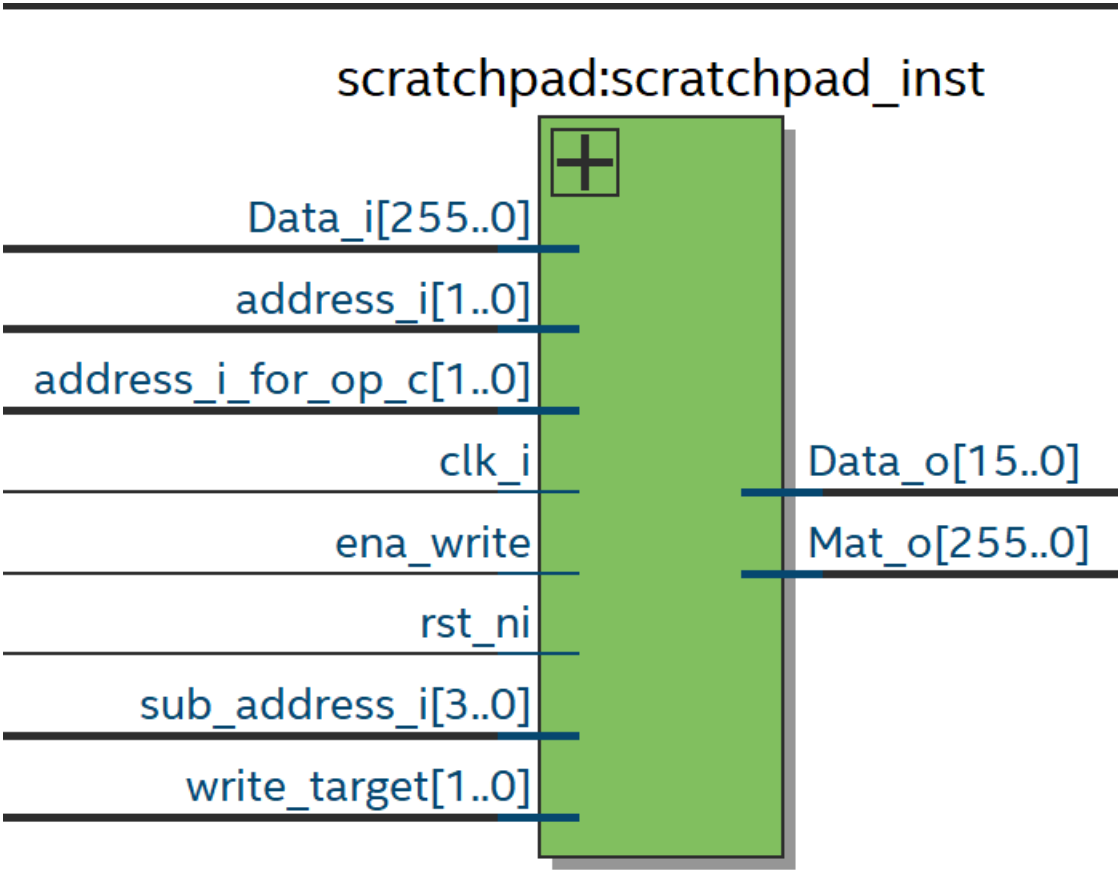 scratchpad:scratchpad_inst
Data_i[255..0]
address_i[1..0]
address_i_for_op_c[1..0]
clk_i
ena_write
rst_ni
sub_address_i[3..0]
write_target[1..0]
Data_o[15..0]
Mat_o[255..0]